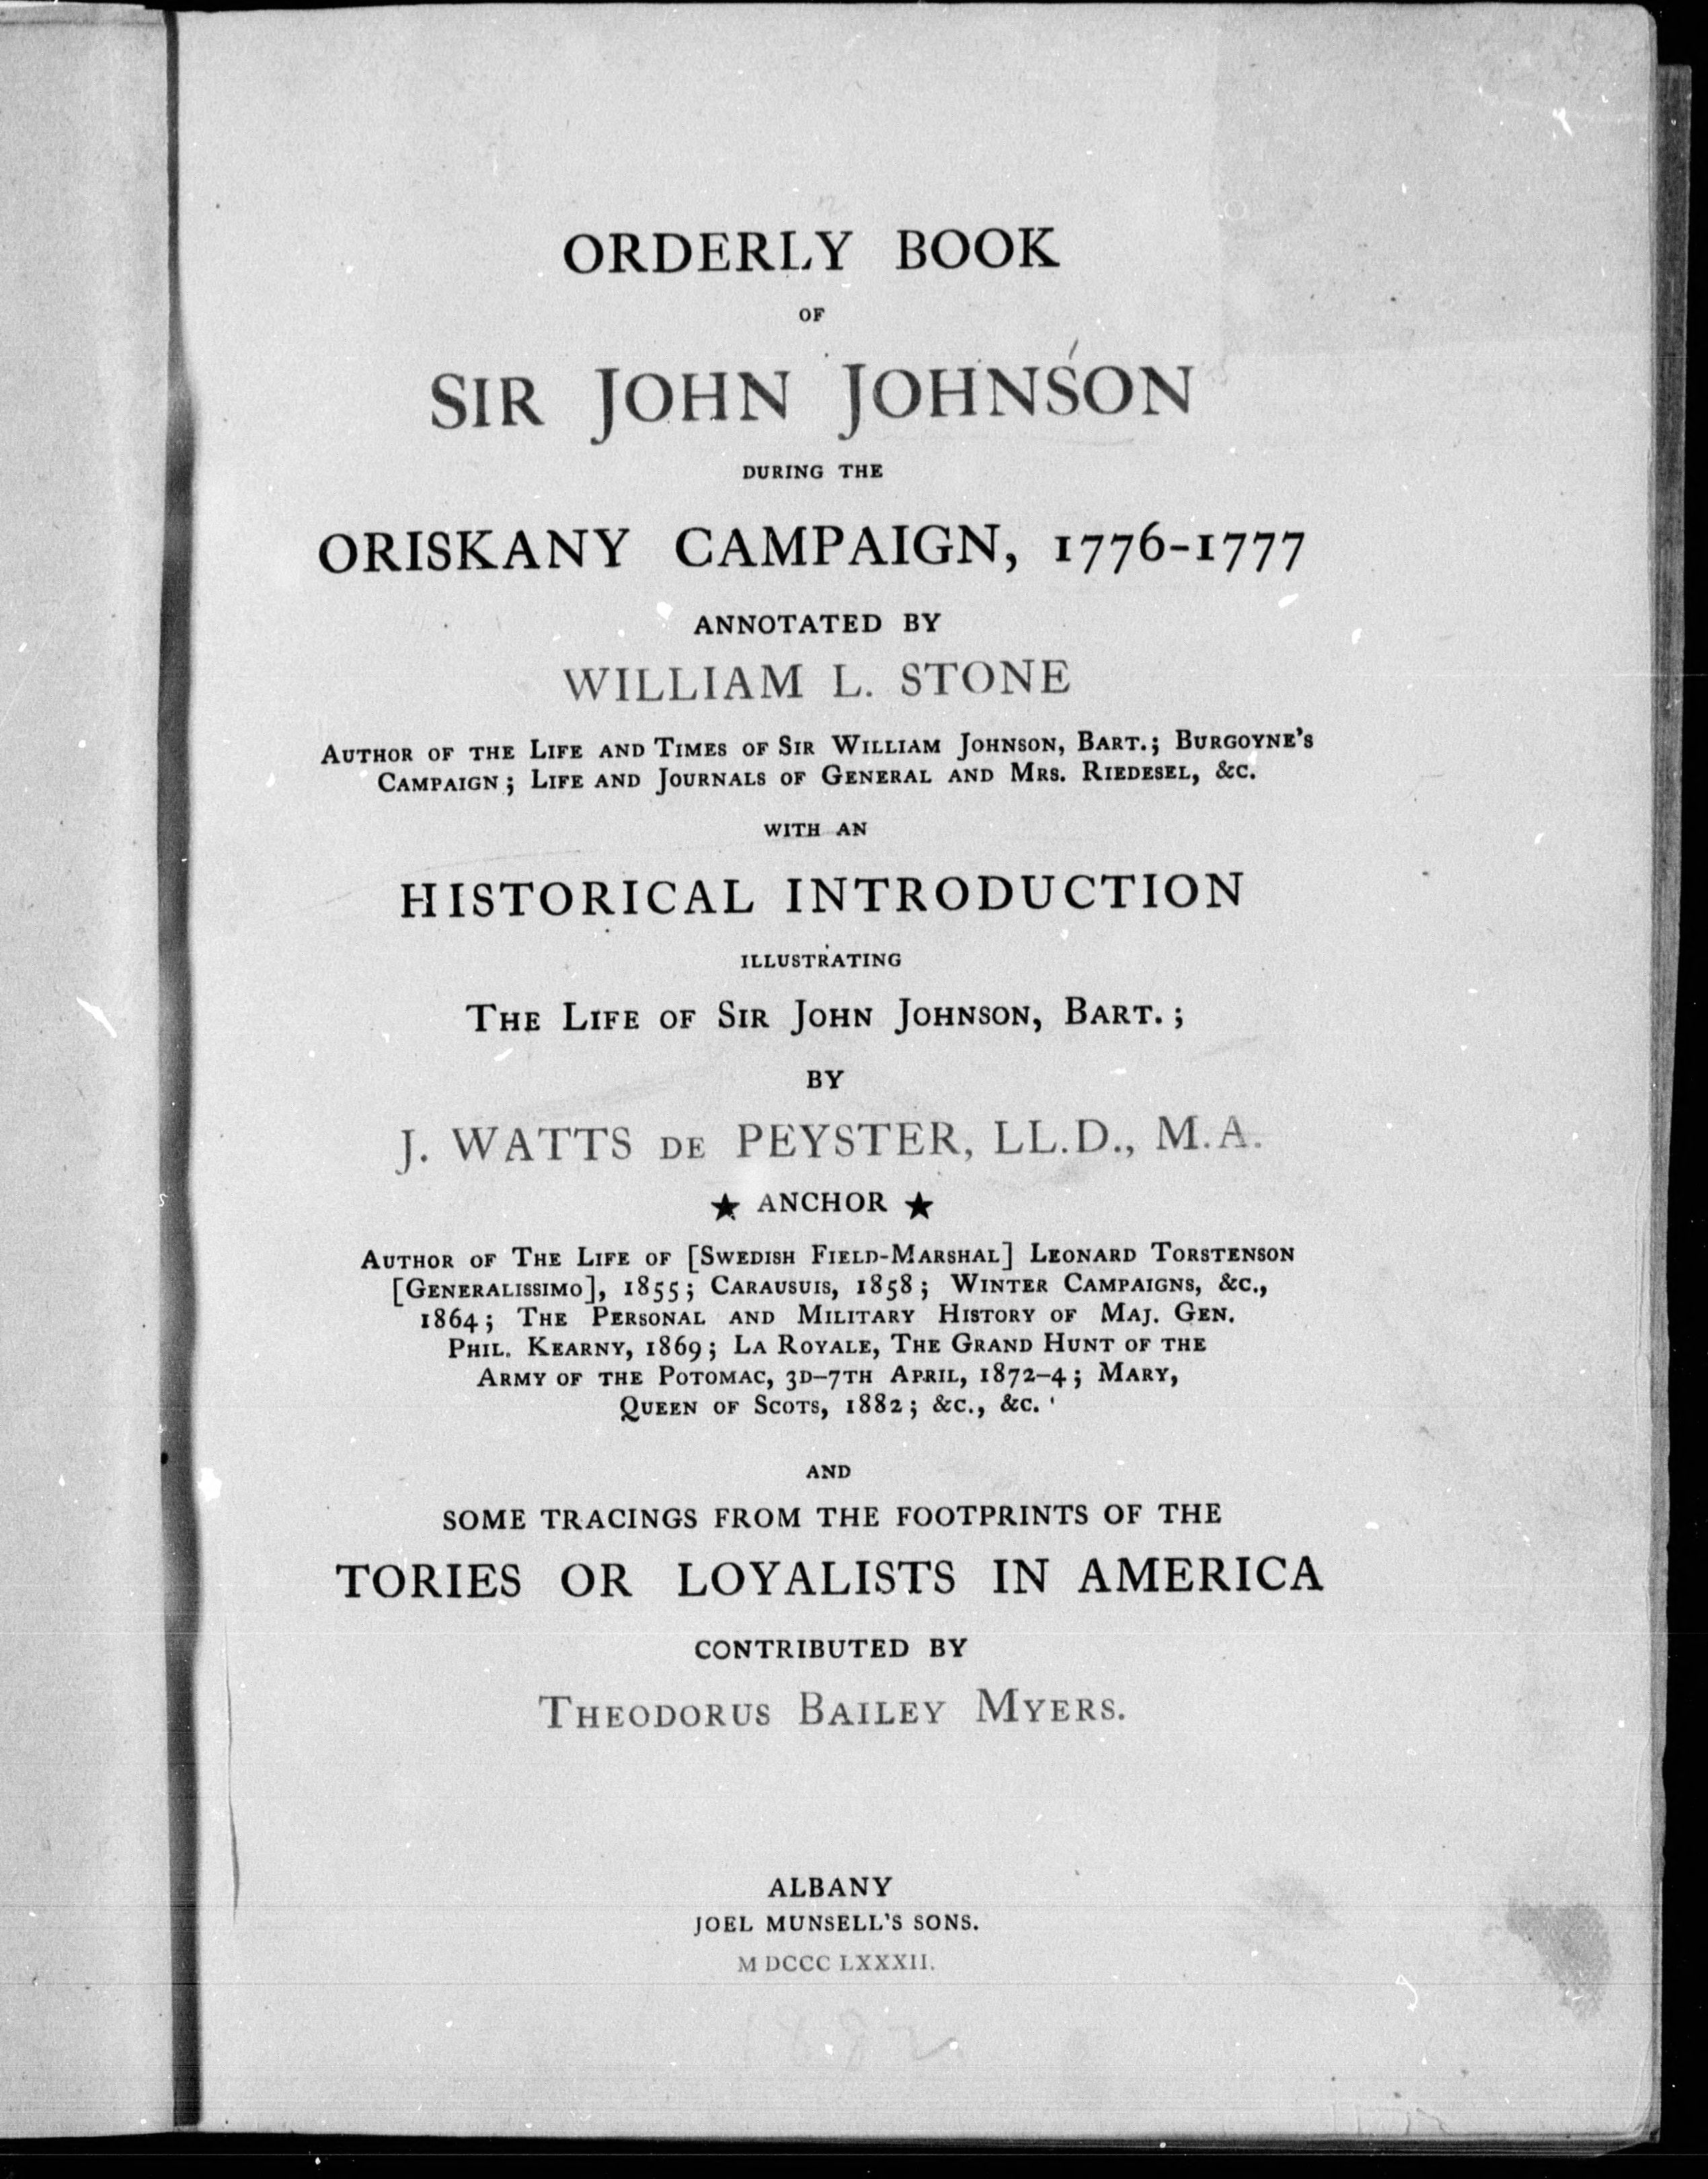 ORDERLY BOOK
OF
SIR JOHN JOHNSON
DURING THE
ORISKANY CAMPAIGN, 1776-1777
ANNOTATED BY
WILLIAM L. STONE
AUTHOR OF THE LIFE AND TIMES OF SIR WILLIAM JOHNSON, BART.; BURGOYNE'S
CAMPAIGN; LIFE AND JOURNALS OF GENERAL AND MRS. RIEDESEL, &C.
WITH AN
HISTORICAL INTRODUCTION
ILLUSTRATING
THE LIFE OF SIR JOHN JOHNSON, BART.;
BY
J. WATTS DE PEYSTER, LL.D., M.A.
★ ANCHOR ★
AUTHOR OF THE LIFE OF [SWEDISH FIELD-MARSHAL] LEONARD TORSTENSON
[GENERALISSIMO], 1855; CARAUSUIS, 1858; WINTER CAMPAIGNS, &C.,
1864; THE PERSONAL AND MILITARY HISTORY OF MAJ. GEN.
PHIL. KEARNY, 1869; LA ROYALE, THE GRAND HUNT OF THE
ARMY OF THE POTOMAC, 3D–7TH APRIL, 1872–4; MARY,
QUEEN OF SCOTS, 1882; &C., &C.
AND
SOME TRACINGS FROM THE FOOTPRINTS OF THE
TORIES OR LOYALISTS IN AMERICA
CONTRIBUTED BY
THEODORUS BAILEY MYERS.
ALBANY
JOEL MUNSELL'S SONS.
M DCCC LXXXII.